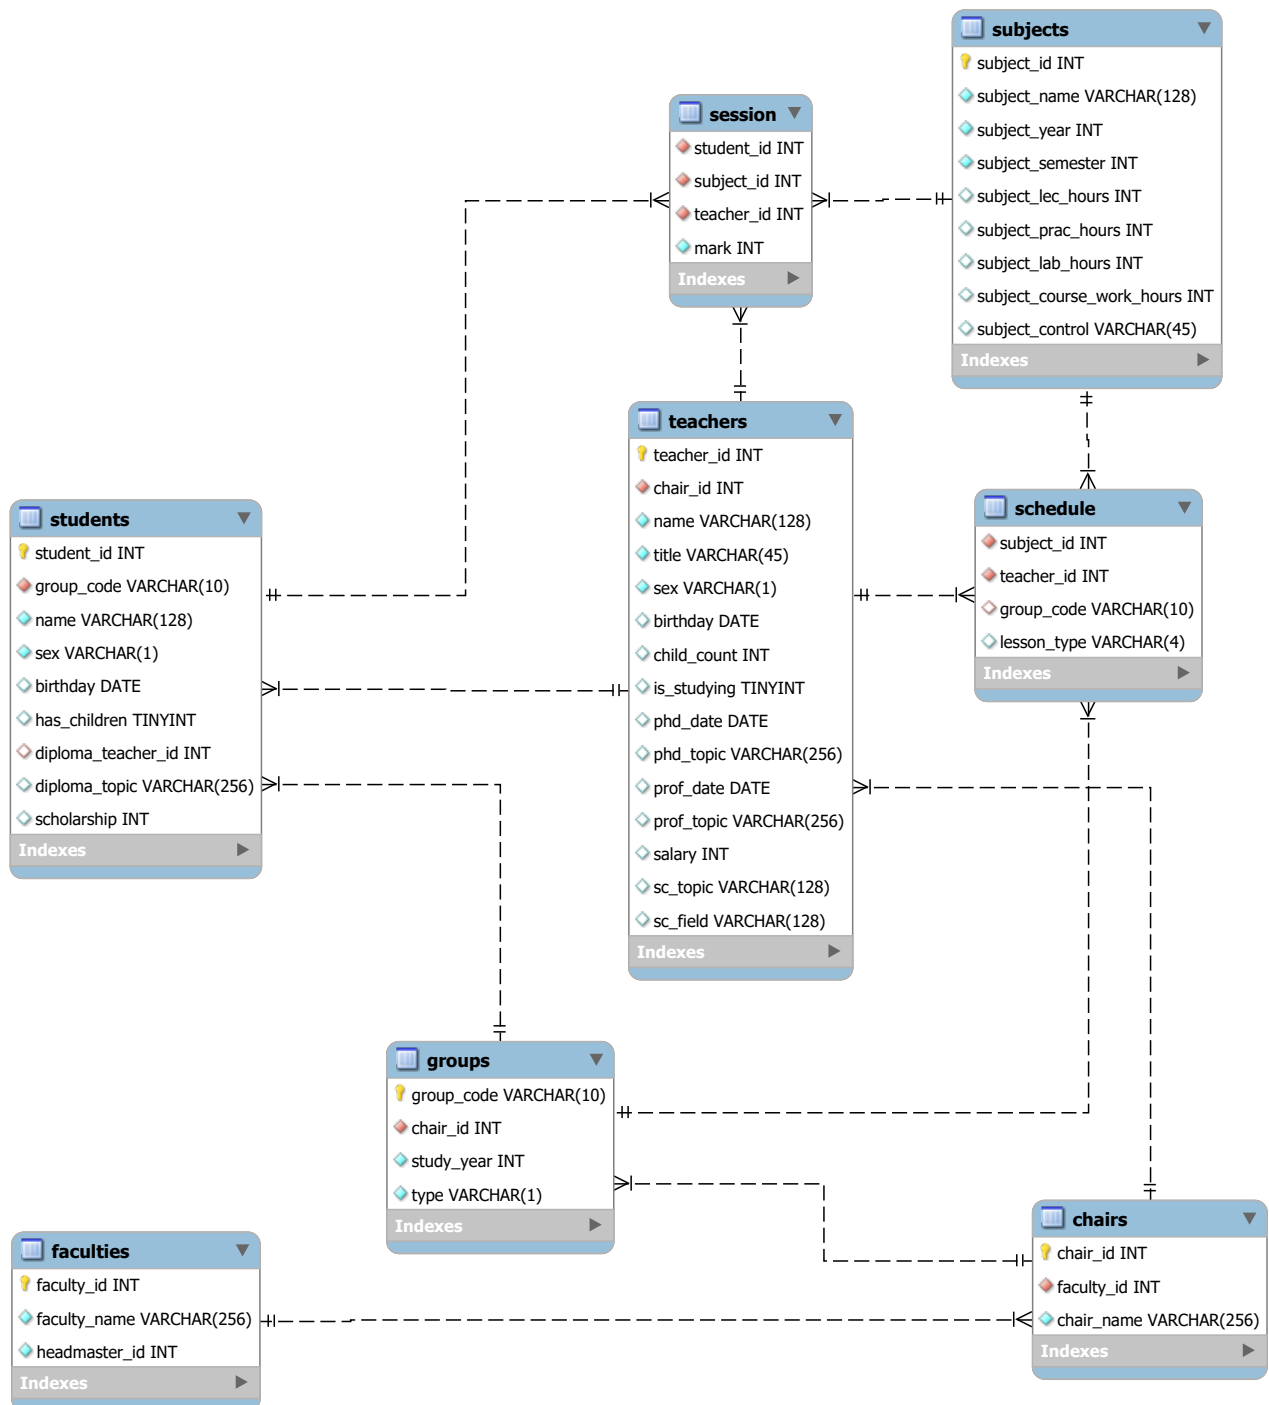 subjects
subject_id INT
subject_name VARCHAR(128)
subject_year INT
subject_semester INT
subject_lec_hours INT
subject_prac_hours INT
subject_lab_hours INT
subject_course_work_hours INT
subject_control VARCHAR(45)
Indexes
session
student_id INT
subject_id INT
teacher_id INT
mark INT
Indexes
teachers
teacher_id INT
chair_id INT
name VARCHAR(128)
title VARCHAR(45)
sex VARCHAR(1)
birthday DATE
child_count INT
is_studying TINYINT
phd_date DATE
phd_topic VARCHAR(256)
prof_date DATE
prof_topic VARCHAR(256)
salary INT
sc_topic VARCHAR(128)
sc_field VARCHAR(128)
Indexes
schedule
subject_id INT
teacher_id INT
group_code VARCHAR(10)
lesson_type VARCHAR(4)
Indexes
students
student_id INT
group_code VARCHAR(10)
name VARCHAR(128)
sex VARCHAR(1)
birthday DATE
has_children TINYINT
diploma_teacher_id INT
diploma_topic VARCHAR(256)
scholarship INT
Indexes
groups
group_code VARCHAR(10)
chair_id INT
study_year INT
type VARCHAR(1)
Indexes
chairs
chair_id INT
faculty_id INT
chair_name VARCHAR(256)
Indexes
faculties
faculty_id INT
faculty_name VARCHAR(256)
headmaster_id INT
Indexes